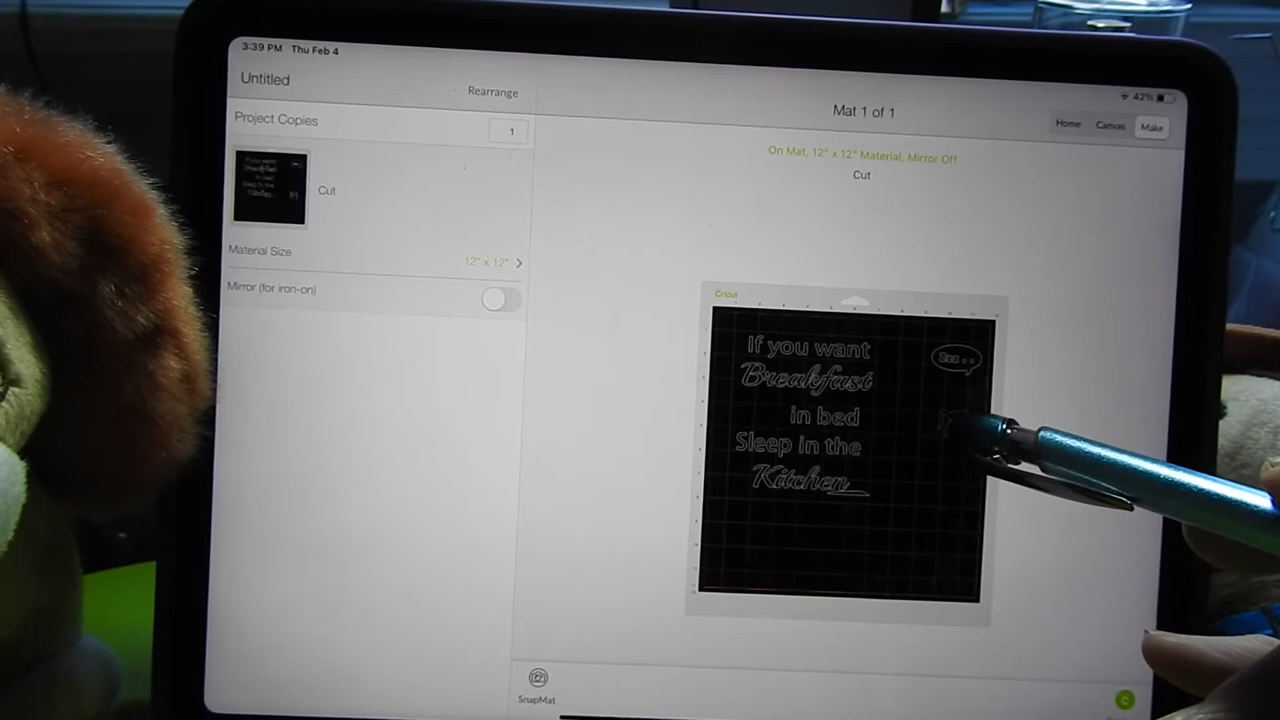 3:39 PM Thu Feb 4
42%
Untitled
Rearrange
Mat 1 of 1
Home
Canvas
Make
Project Copies
1
On Mat, 12" x 12" Material, Mirror Off
Cut
Cut
Material Size
12" x 12"
Mirror (for iron-on)
Cricut
If you want
Breakfast
in bed
Sleep in the
Kitchen
SnapMat